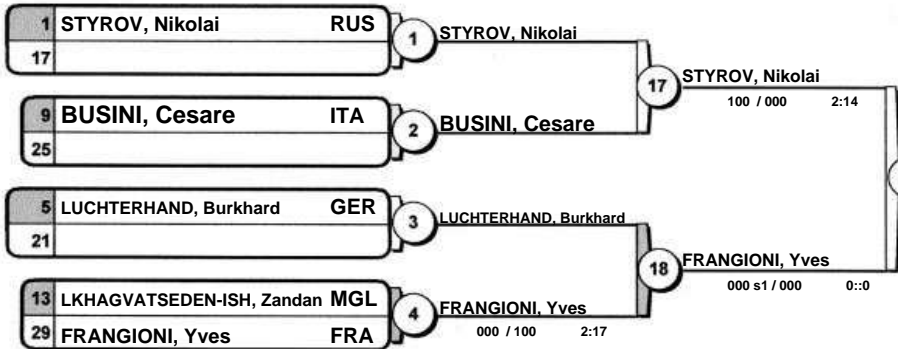 1 STYROV, Nikolai RUS
17
1
STYROV, Nikolai
9 BUSINI, Cesare ITA
25
2
BUSINI, Cesare
17
STYROV, Nikolai
100 / 000 2:14
5 LUCHTERHAND, Burkhard GER
21
3
LUCHTERHAND, Burkhard
13 LKHAGVATSEDEN-ISH, Zandan MGL
29 FRANGIONI, Yves FRA
4
FRANGIONI, Yves
000 / 100 2:17
18
FRANGIONI, Yves
000 s1 / 000 0::0